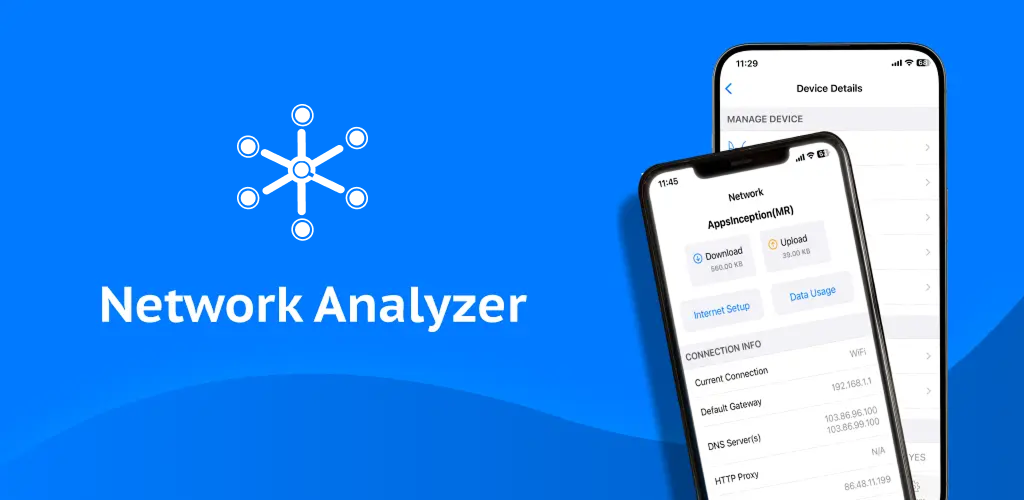 Network Analyzer
11:29
Device Details
MANAGE DEVICE
YES
11:45
Network
AppsInception(MR)
Download
560.00 KB
Upload
39.00 KB
Internet Setup
Data Usage
CONNECTION INFO
Current Connection WiFi
Default Gateway 192.168.1.1
DNS Server(s) 103.86.96.100
103.86.99.100
HTTP Proxy N/A
86.48.11.199